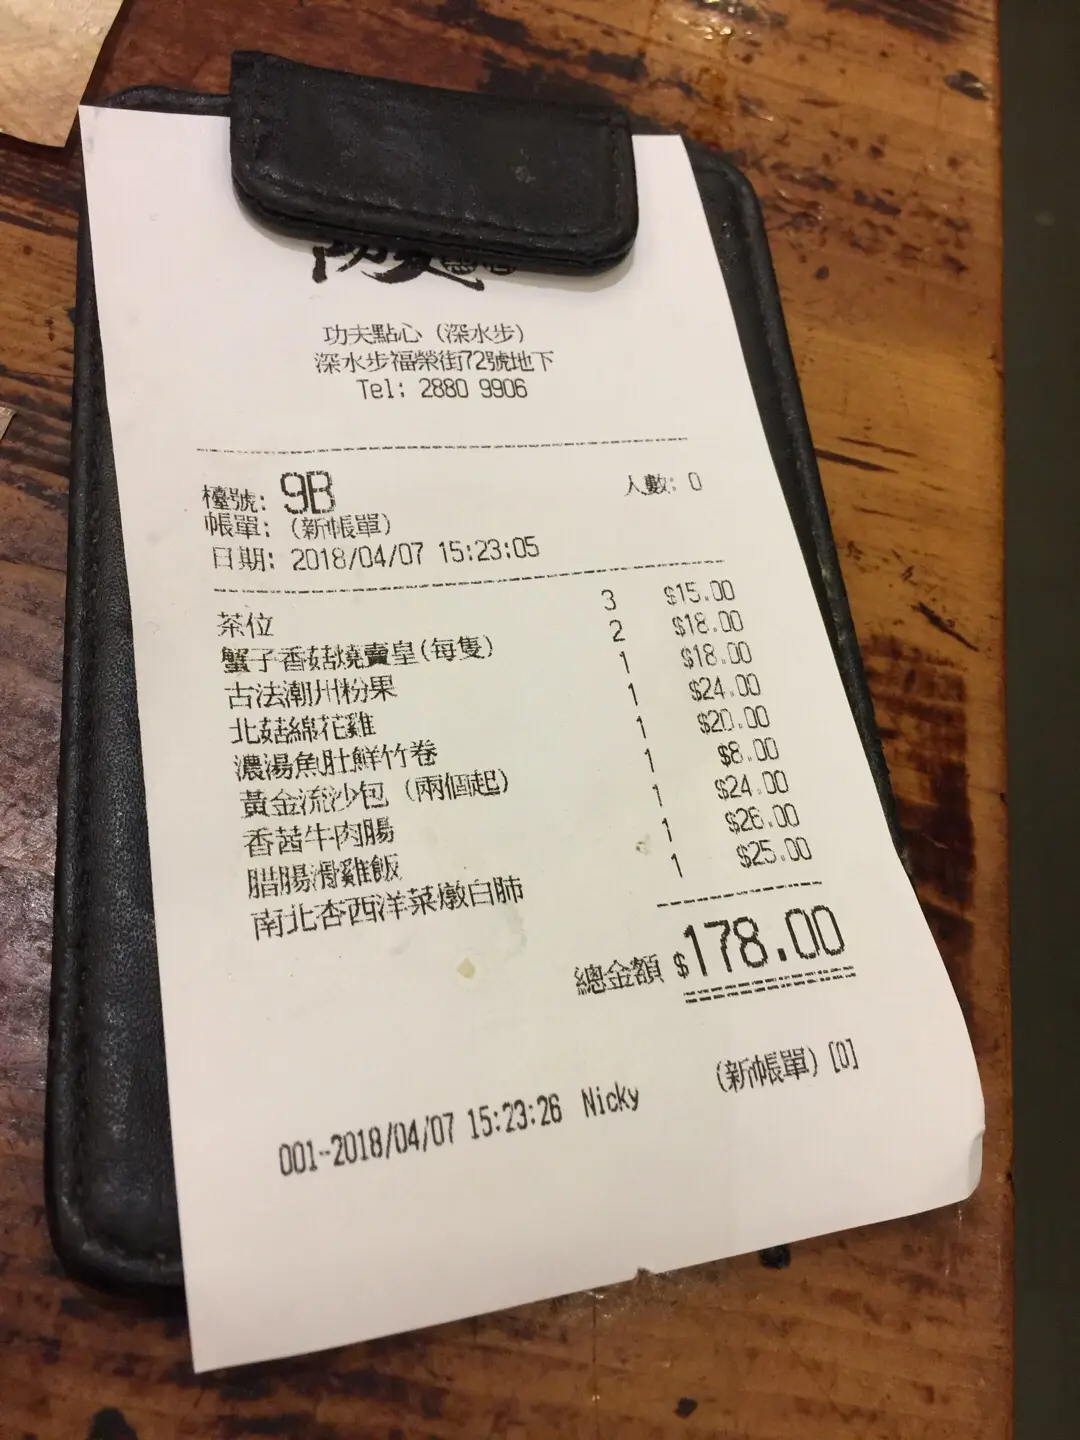 功夫
功夫點心 (深水步)
深水步福榮街72號地下
Tel: 2880 9906
檯號: 9B 人數: 0
帳單: (新帳單)
日期: 2018/04/07 15:23:05
茶位 3 $15.00
蟹子香菇燒賣皇(每隻) 2 $18.00
古法潮州粉果 1 $18.00
北菇綿花雞 1 $24.00
濃湯魚肚鮮竹卷 1 $20.00
黃金流沙包 (兩個起) 1 $8.00
香茜牛肉腸 1 $24.00
腊腸滑雞飯 1 $26.00
南北杏西洋菜燉白肺 1 $25.00
總金額 $178.00
(新帳單) [0]
001-2018/04/07 15:23:26 Nicky